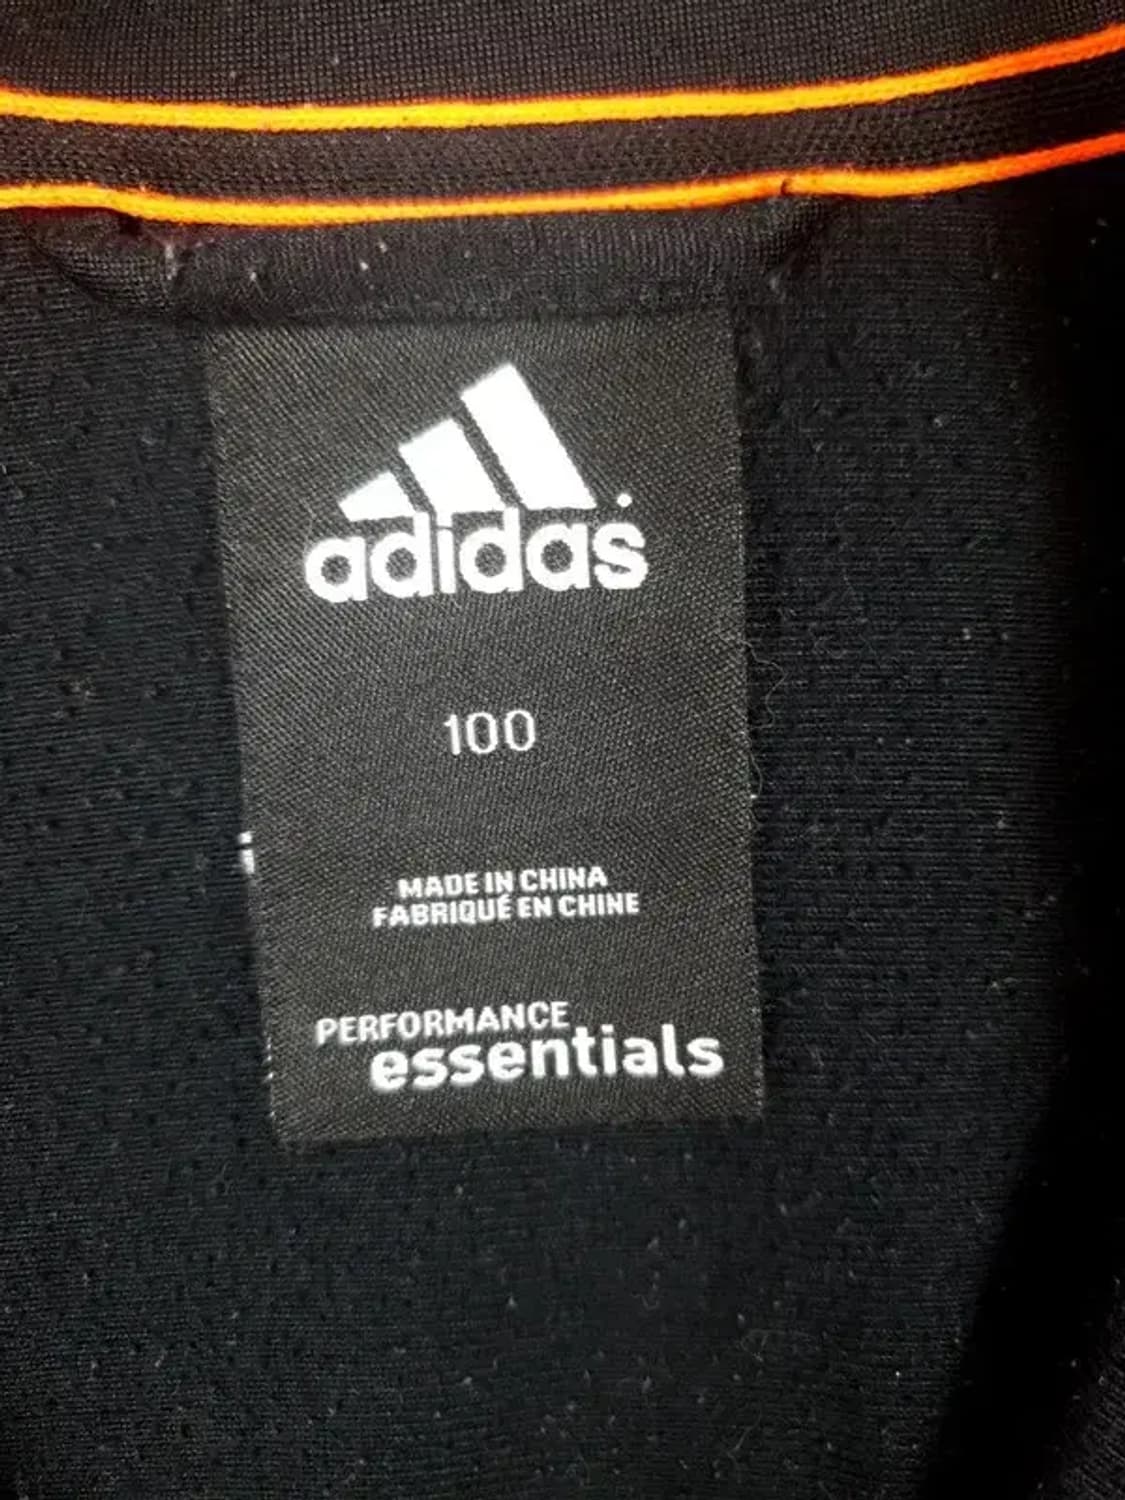 adidas
100
MADE IN CHINA
FABRIQUÉ EN CHINE
PERFORMANCE
essentials